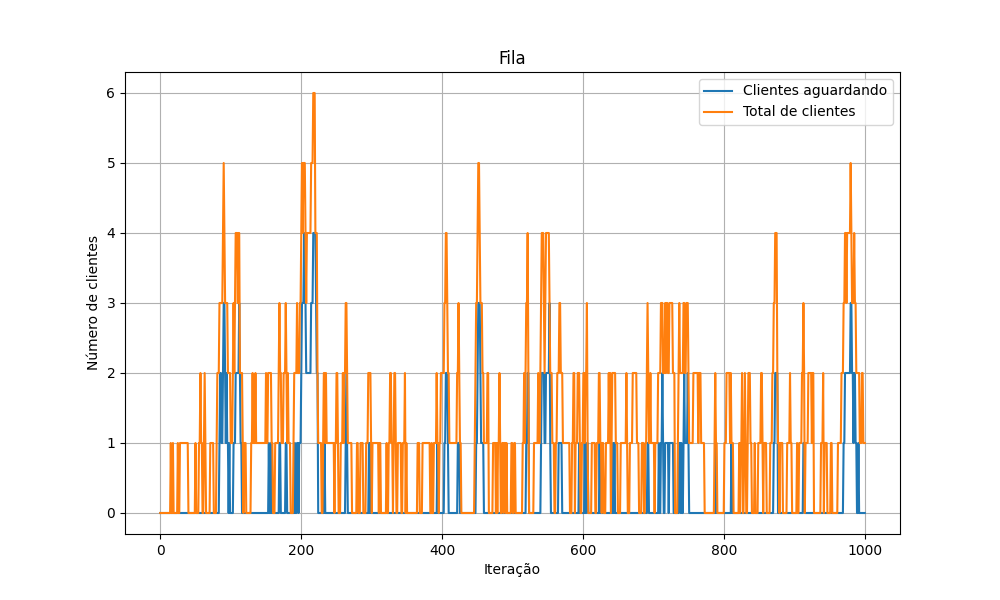 Fila
Clientes aguardando
Total de clientes
Número de clientes
6
5
4
3
2
1
0
0 200 400 600 800 1000
Iteração